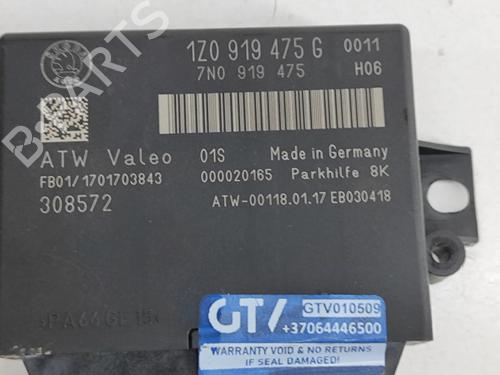 1Z0 919 475 G 0011
7N0 919 475 H06
ATW Valeo 01S Made in Germany
FB01/1701703843 000020165 Parkhilfe 8K
308572 ATW-00118.01.17 EB030418
B-Parts
GTV GTV010509
+37064446500
WARRANTY VOID & NO RETURNS
IF SEAL DAMAGED